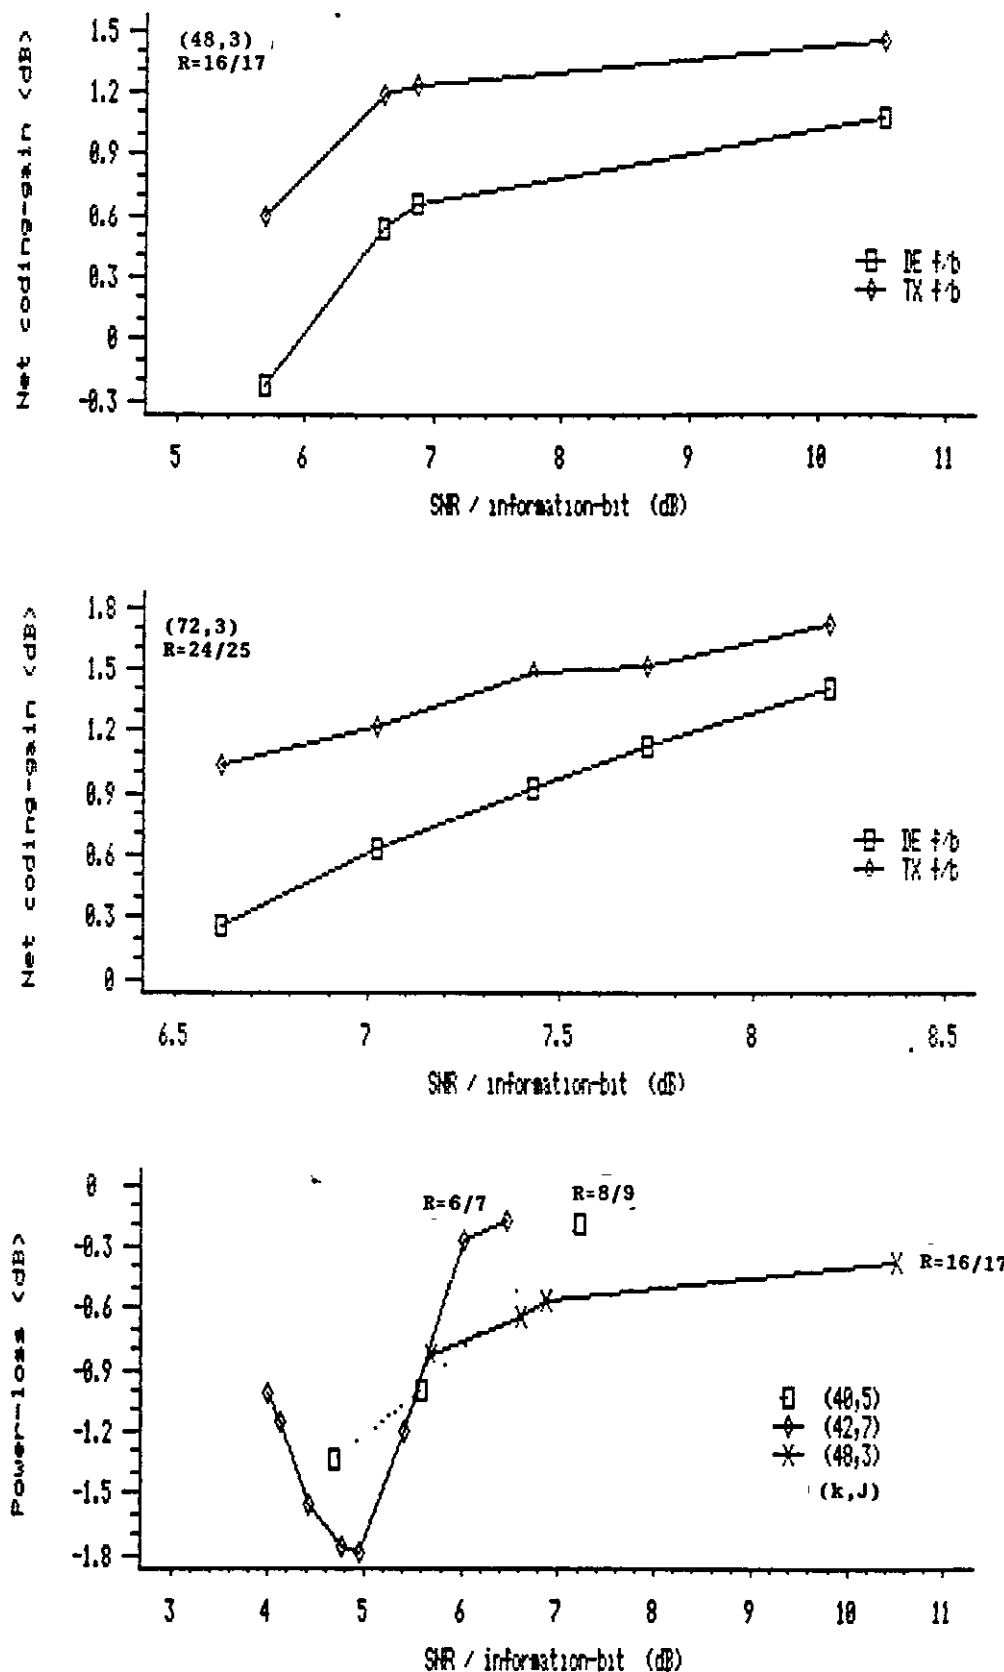 Net coding-gain <dB>
1.5
1.2
0.9
0.6
0.3
0
-0.3
(48,3)
R=16/17
DE f/b
TX f/b
5 6 7 8 9 10 11
SNR / information-bit (dB)
Net coding-gain <dB>
1.8
1.5
1.2
0.9
0.6
0.3
0
(72,3)
R=24/25
DE f/b
TX f/b
6.5 7 7.5 8 8.5
SNR / information-bit (dB)
Power-loss <dB>
0
-0.3
-0.6
-0.9
-1.2
-1.5
-1.8
R=6/7
R=8/9
R=16/17
(40,5)
(42,7)
(48,3)
(k,J)
3 4 5 6 7 8 9 10 11
SNR / information-bit (dB)